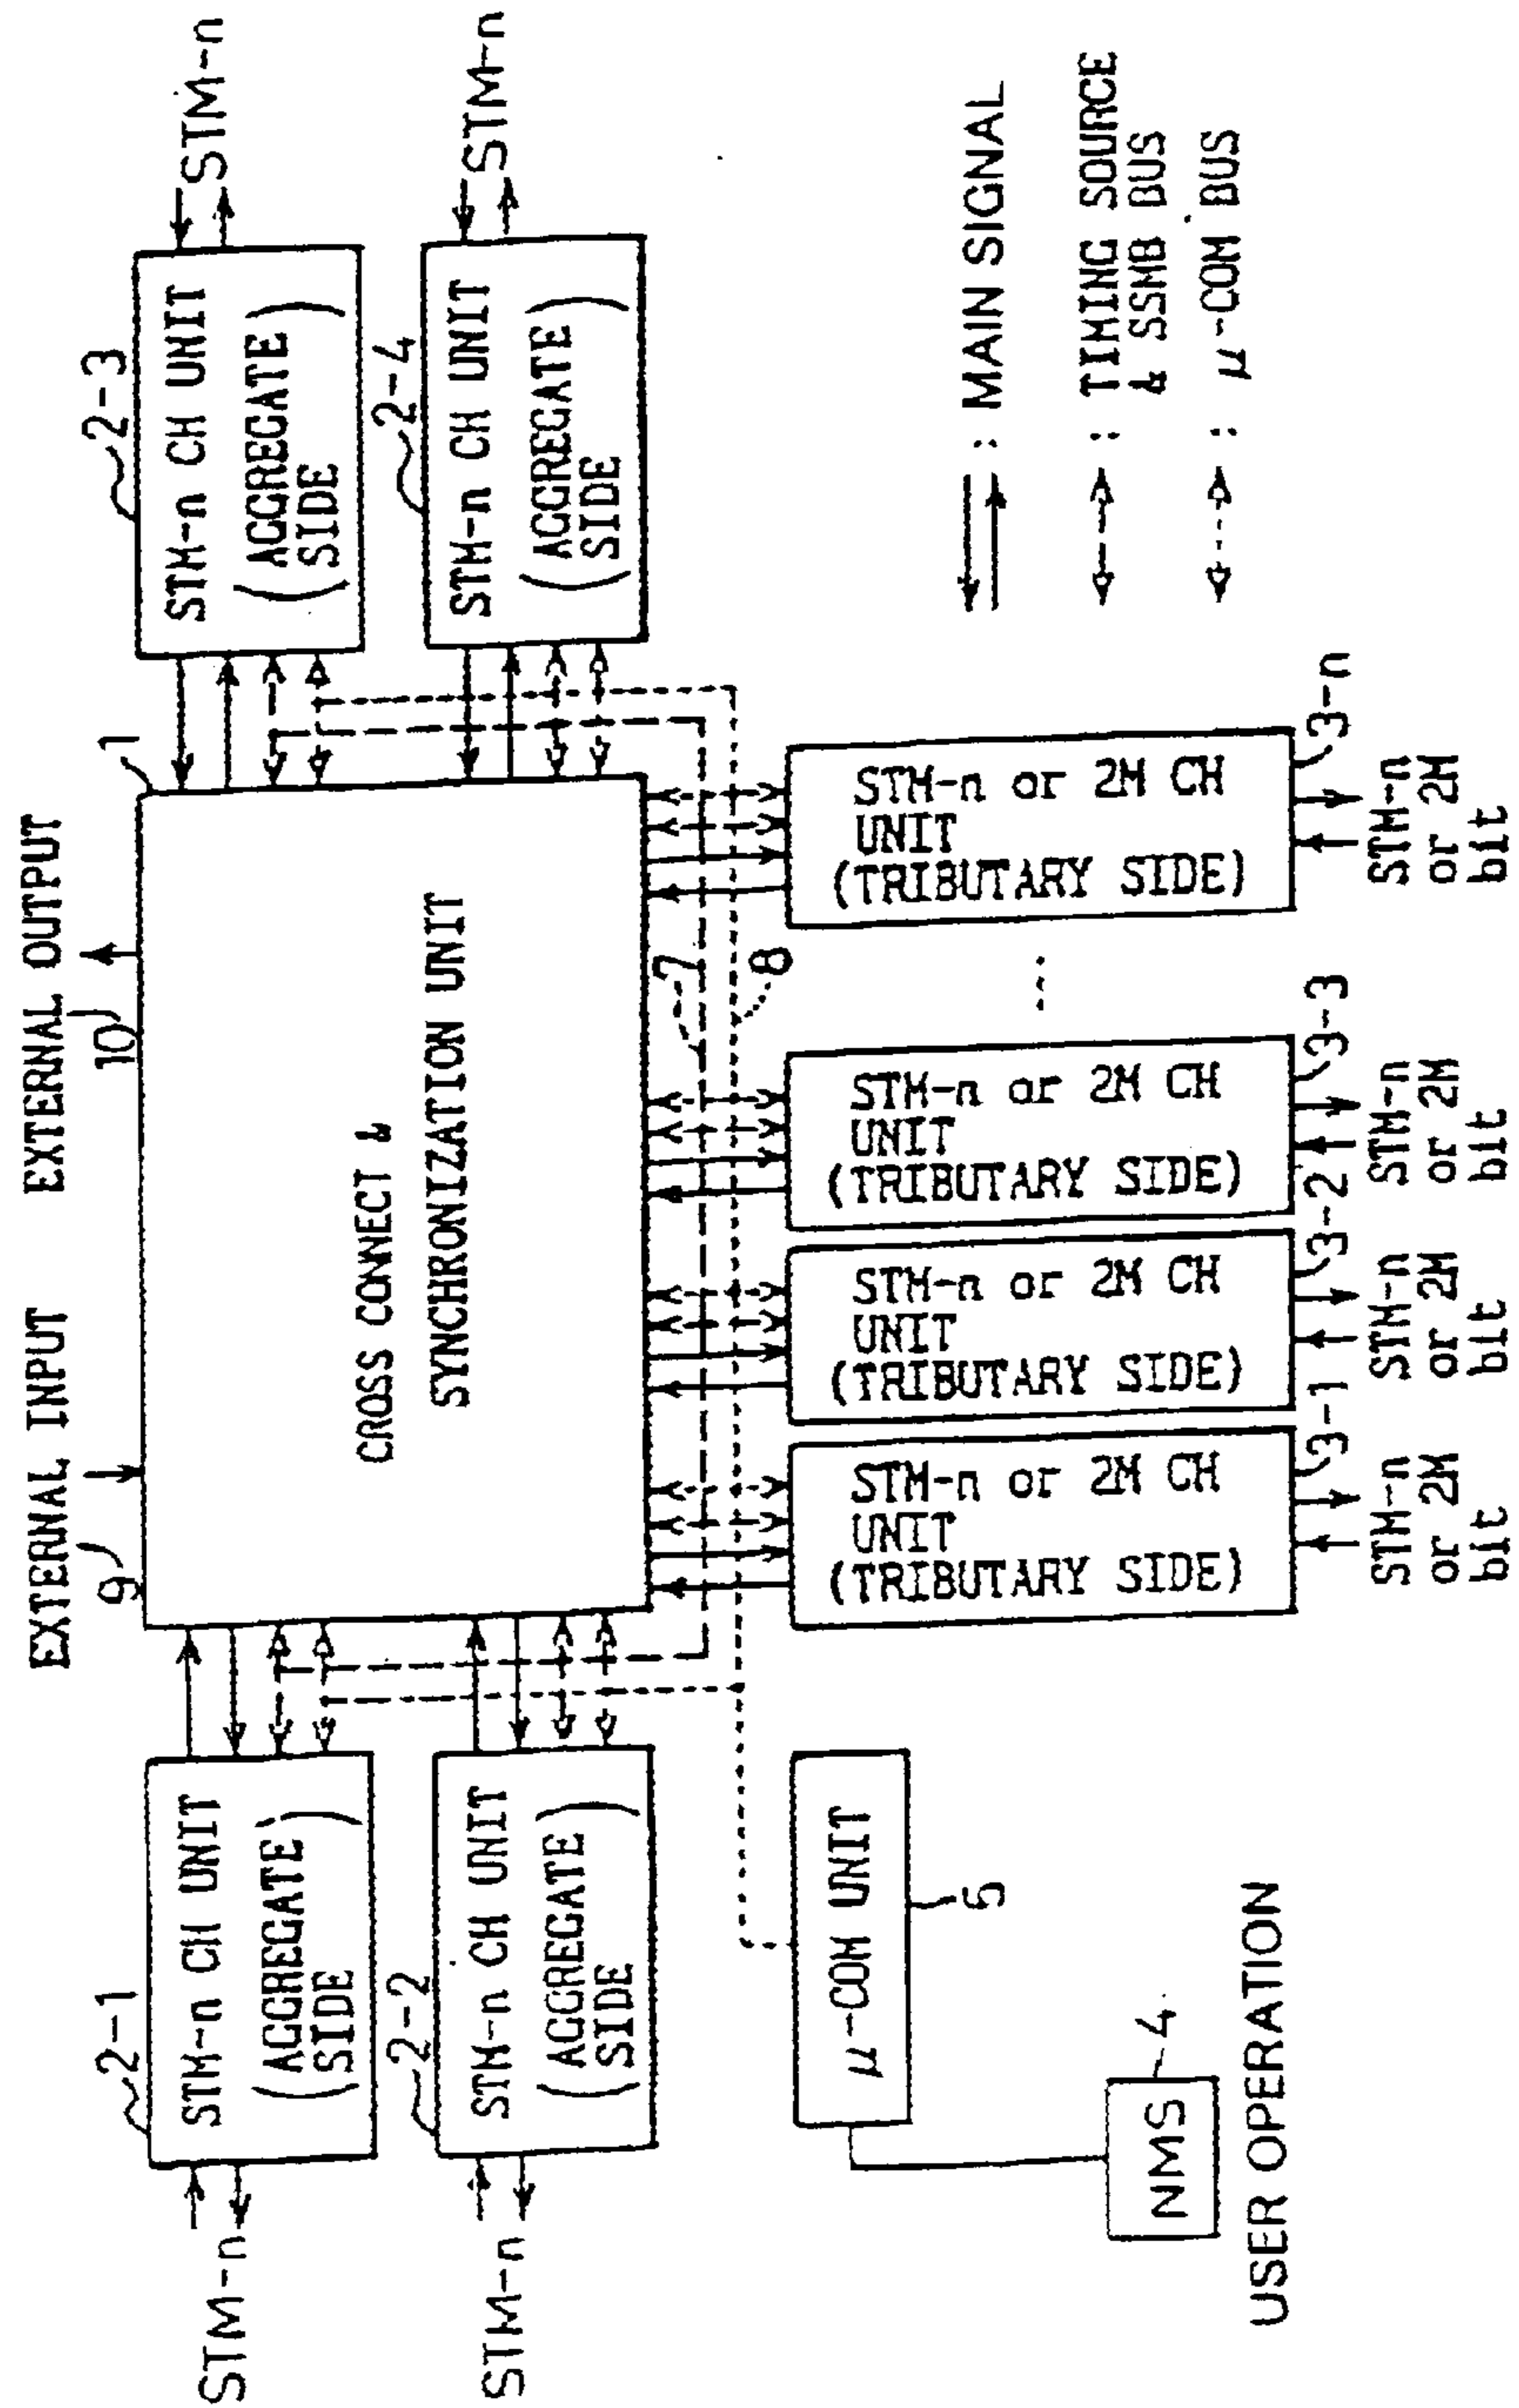 EXTERNAL INPUT
EXTERNAL OUTPUT
9
10
1
2-1
STM-n CH UNIT
(AGGREGATE
SIDE)
STM-n
2-2
STM-n CH UNIT
(AGGREGATE
SIDE)
STM-n
CROSS CONNECT &
SYNCHRONIZATION UNIT
2-3
STM-n CH UNIT
(AGGREGATE
SIDE)
STM-n
2-4
STM-n CH UNIT
(AGGREGATE
SIDE)
STM-n
7
8
μ-COM UNIT
5
NMS
4
USER OPERATION
STM-n or 2M CH
UNIT
(TRIBUTARY SIDE)
3-1
STM-n
or 2M
bit
STM-n or 2M CH
UNIT
(TRIBUTARY SIDE)
3-2
STM-n
or 2M
bit
STM-n or 2M CH
UNIT
(TRIBUTARY SIDE)
3-3
STM-n
or 2M
bit
....
STM-n or 2M CH
UNIT
(TRIBUTARY SIDE)
3-n
STM-n
or 2M
bit
: MAIN SIGNAL
: TIMING SOURCE
& SSMB BUS
: μ-COM BUS